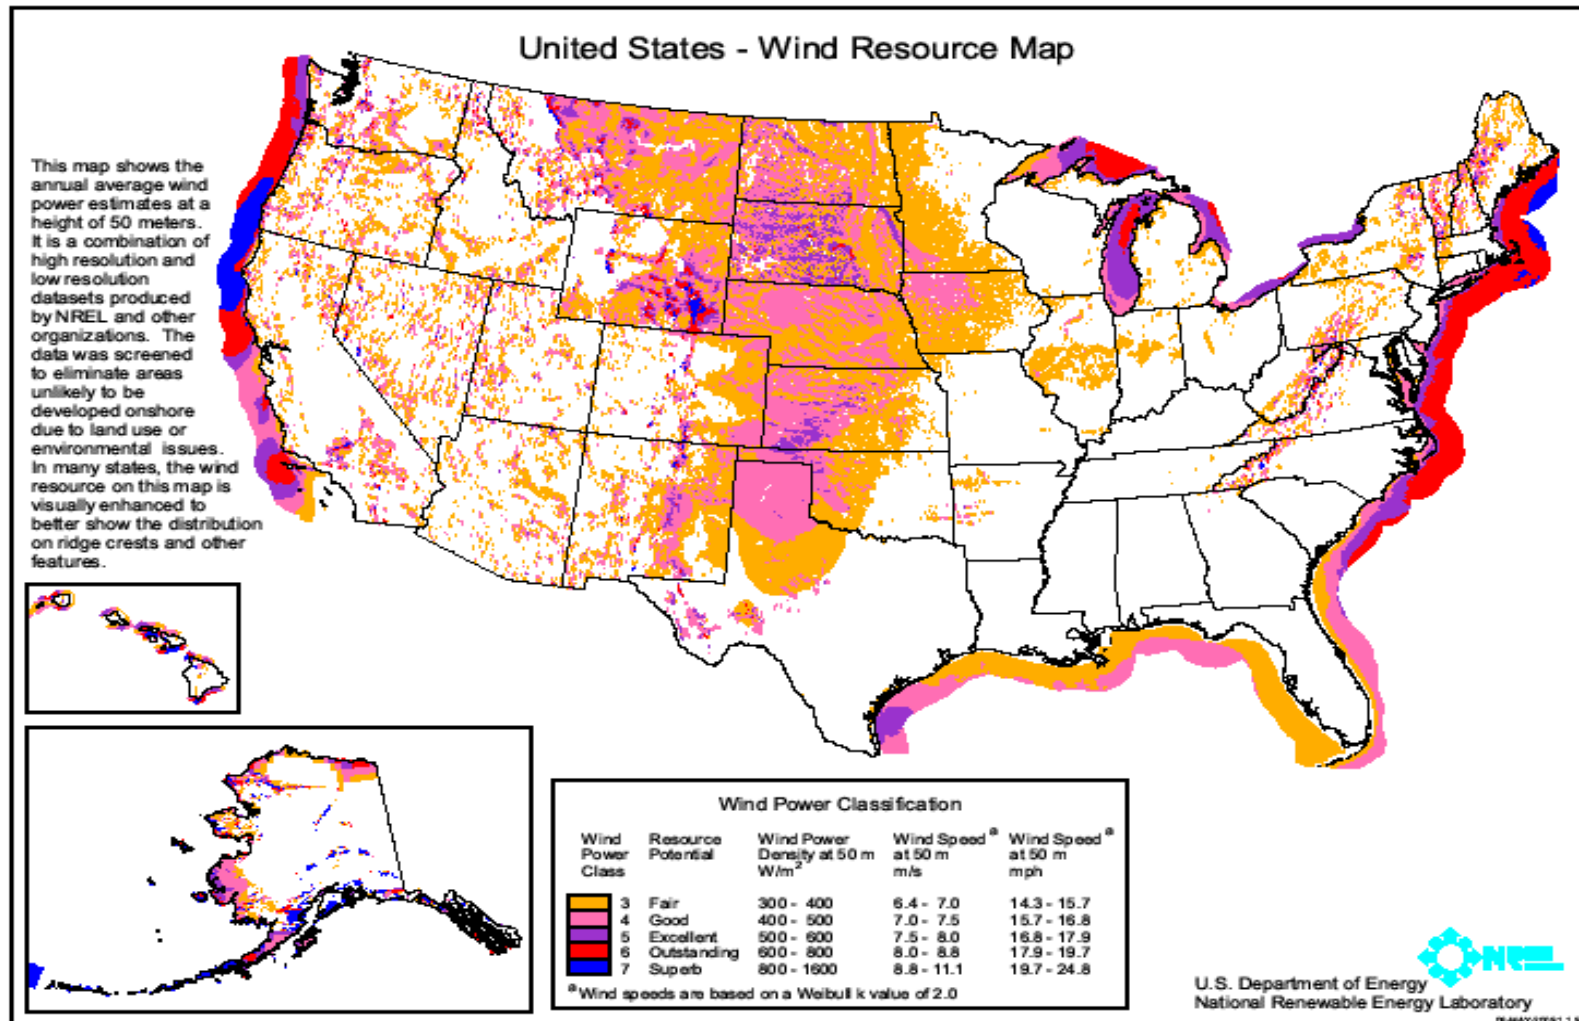 United States - Wind Resource Map
This map shows the
annual average wind
power estimates at a
height of 50 meters.
It is a combination of
high resolution and
low resolution
datasets produced
by NREL and other
organizations. The
data was screened
to eliminate areas
unlikely to be
developed onshore
due to land use or
environmental issues.
In many states, the wind
resource on this map is
visually enhanced to
better show the distribution
on ridge crests and other
features.
Wind Power Classification
Wind Power Class Resource Potential Wind Power Density at 50 m W/m² Wind Speed ª at 50 m m/s Wind Speed ª at 50 m mph
3 Fair 300 - 400 6.4 - 7.0 14.3 - 15.7
4 Good 400 - 500 7.0 - 7.5 15.7 - 16.8
5 Excellent 500 - 600 7.5 - 8.0 16.8 - 17.9
6 Outstanding 600 - 800 8.0 - 8.8 17.9 - 19.7
7 Superb 800 - 1600 8.8 - 11.1 19.7 - 24.8
ª Wind speeds are based on a Weibull k value of 2.0
NREL
U.S. Department of Energy
National Renewable Energy Laboratory